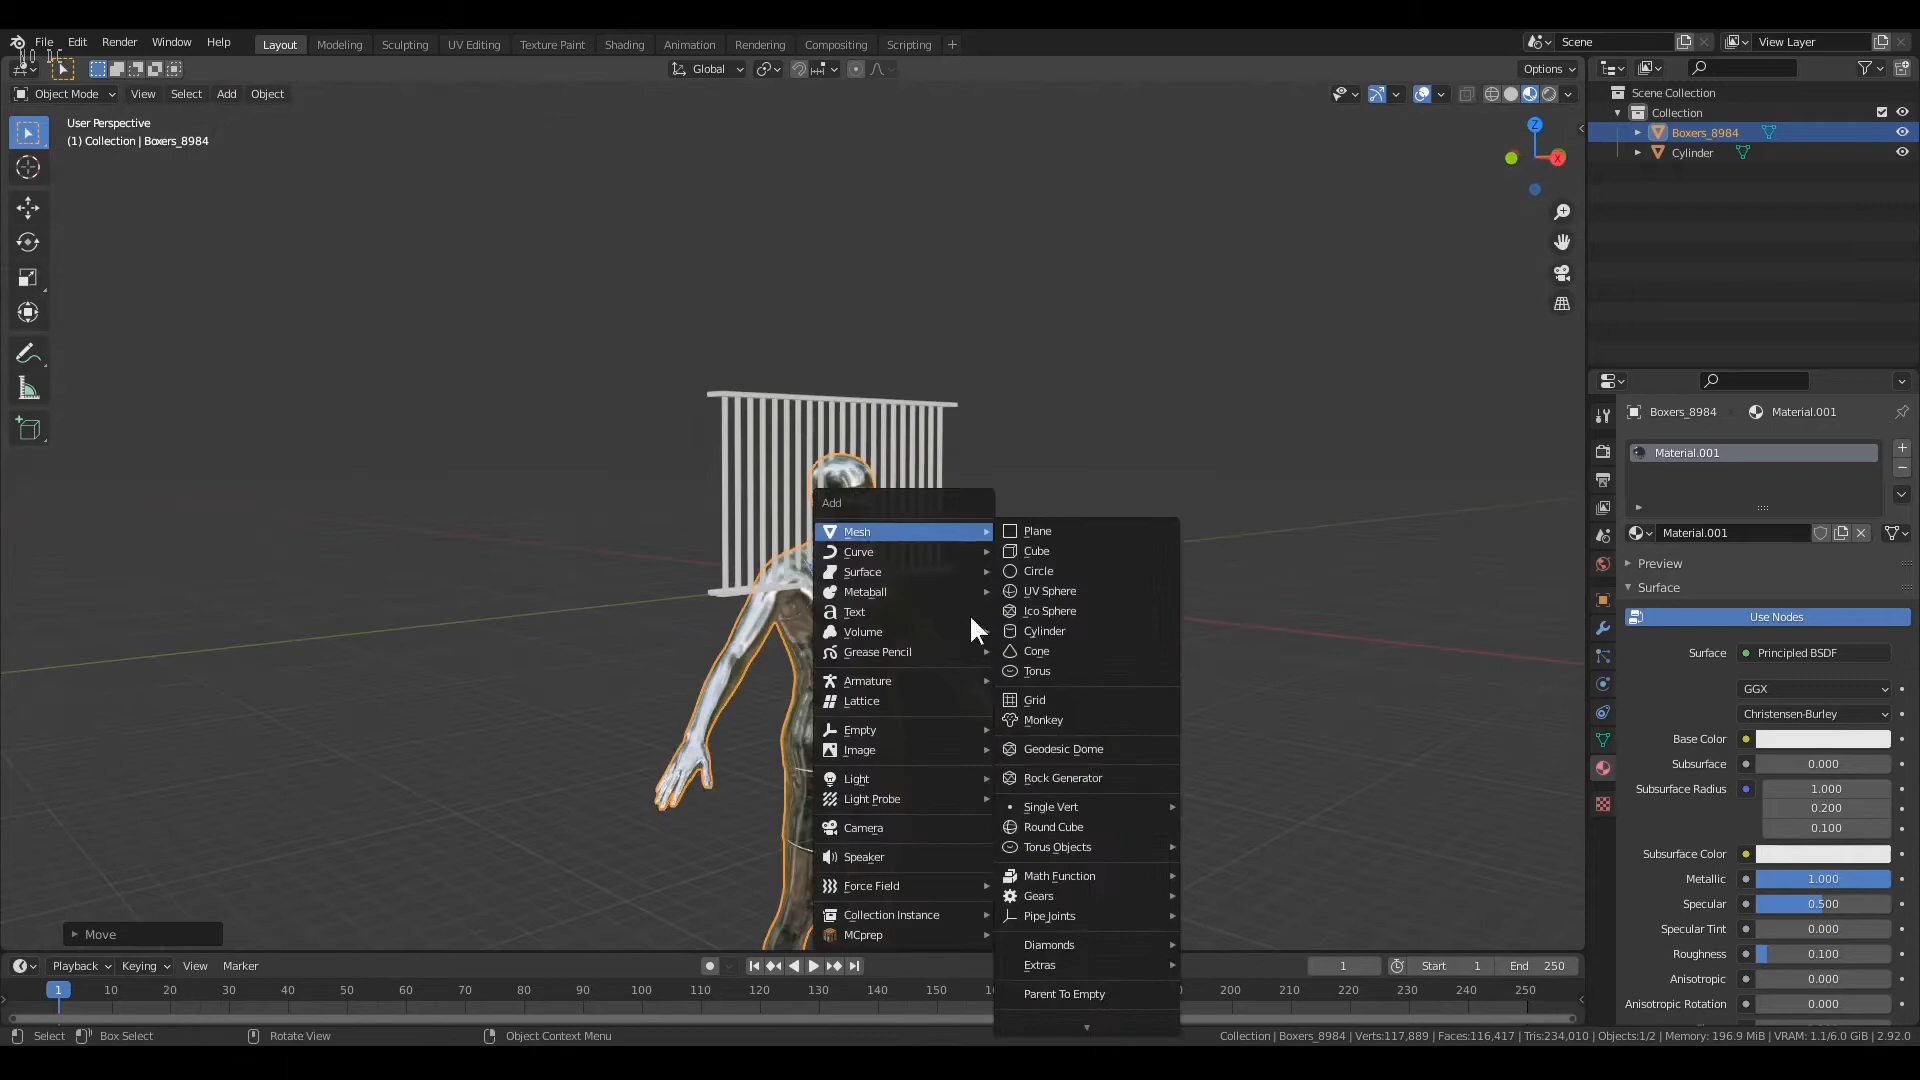 File Edit Render Window Help Layout Modeling Sculpting UV Editing Texture Paint Shading Animation Rendering Compositing Scripting + Scene View Layer
Global Options
Object Mode View Select Add Object
User Perspective
(1) Collection | Boxers_8984
Z
X
Scene Collection
Collection
Boxers_8984
Cylinder
Add
Mesh
Curve
Surface
Metaball
Text
Volume
Grease Pencil
Armature
Lattice
Empty
Image
Light
Light Probe
Camera
Speaker
Force Field
Collection Instance
MCprep
Plane
Cube
Circle
UV Sphere
Ico Sphere
Cylinder
Cone
Torus
Grid
Monkey
Geodesic Dome
Rock Generator
Single Vert
Round Cube
Torus Objects
Math Function
Gears
Pipe Joints
Diamonds
Extras
Parent To Empty
Boxers_8984 Material.001
Material.001
Material.001
Preview
Surface
Use Nodes
Surface Principled BSDF
GGX
Christensen-Burley
Base Color
Subsurface 0.000
Subsurface Radius 1.000
0.200
0.100
Subsurface Color
Metallic 1.000
Specular 0.500
Specular Tint 0.000
Roughness 0.100
Anisotropic 0.000
Anisotropic Rotation 0.000
Move
Playback Keying View Marker 1 Start 1 End 250
1 10 20 30 40 50 60 70 80 90 100 110 120 130 140 150 200 210 220 230 240 250
Select Box Select Rotate View Object Context Menu Collection | Boxers_8984 | Verts:117,889 | Faces:116,417 | Tris:234,010 | Objects:1/2 | Memory: 196.9 MiB | VRAM: 1.1/6.0 GiB | 2.92.0